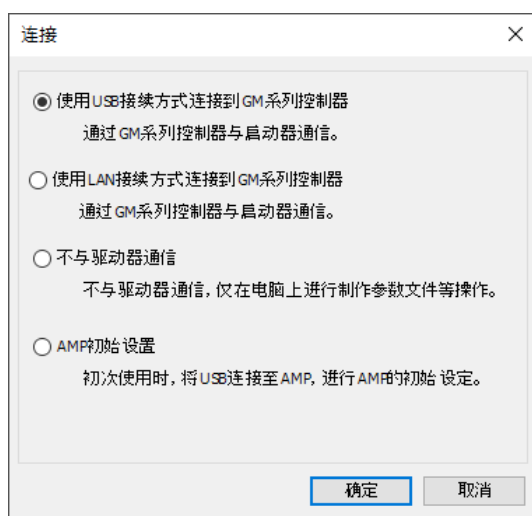 连接
使用USB接续方式连接到GM系列控制器
通过GM系列控制器与启动器通信。
使用LAN接续方式连接到GM系列控制器
通过GM系列控制器与启动器通信。
不与驱动器通信
不与驱动器通信,仅在电脑上进行制作参数文件等操作。
AMP初始设置
初次使用时,将USB连接至AMP,进行AMP的初始设定。
确定
取消